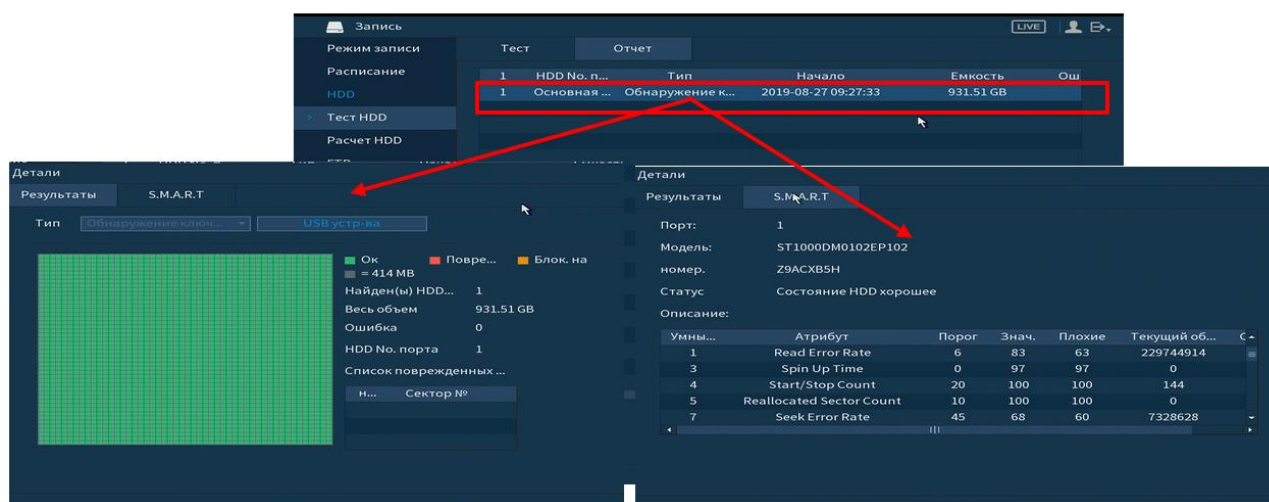 Запись
LIVE
Режим записи
Тест Отчет
Расписание
1 HDD No. п... Тип Начало Емкость Ош
HDD
1 Основная ... Обнаружение к... 2019-08-27 09:27:33 931.51 GB
Тест HDD
Расчет HDD
Детали
Результаты S.M.A.R.T
Тип Обнаружение ключ... USB устр-ва
Ок Повре... Блок. на
= 414 MB
Найден(ы) HDD... 1
Весь объем 931.51 GB
Ошибка 0
HDD No. порта 1
Список поврежденных ...
н... Сектор №
Детали
Результаты S.M.A.R.T
Порт: 1
Модель: ST1000DM0102EP102
номер. Z9ACXB5H
Статус Состояние HDD хорошее
Описание:
Умны... Атрибут Порог Знач. Плохие Текущий об...
1 Read Error Rate 6 83 63 229744914
3 Spin Up Time 0 97 97 0
4 Start/Stop Count 20 100 100 144
5 Reallocated Sector Count 10 100 100 0
7 Seek Error Rate 45 68 60 7328628